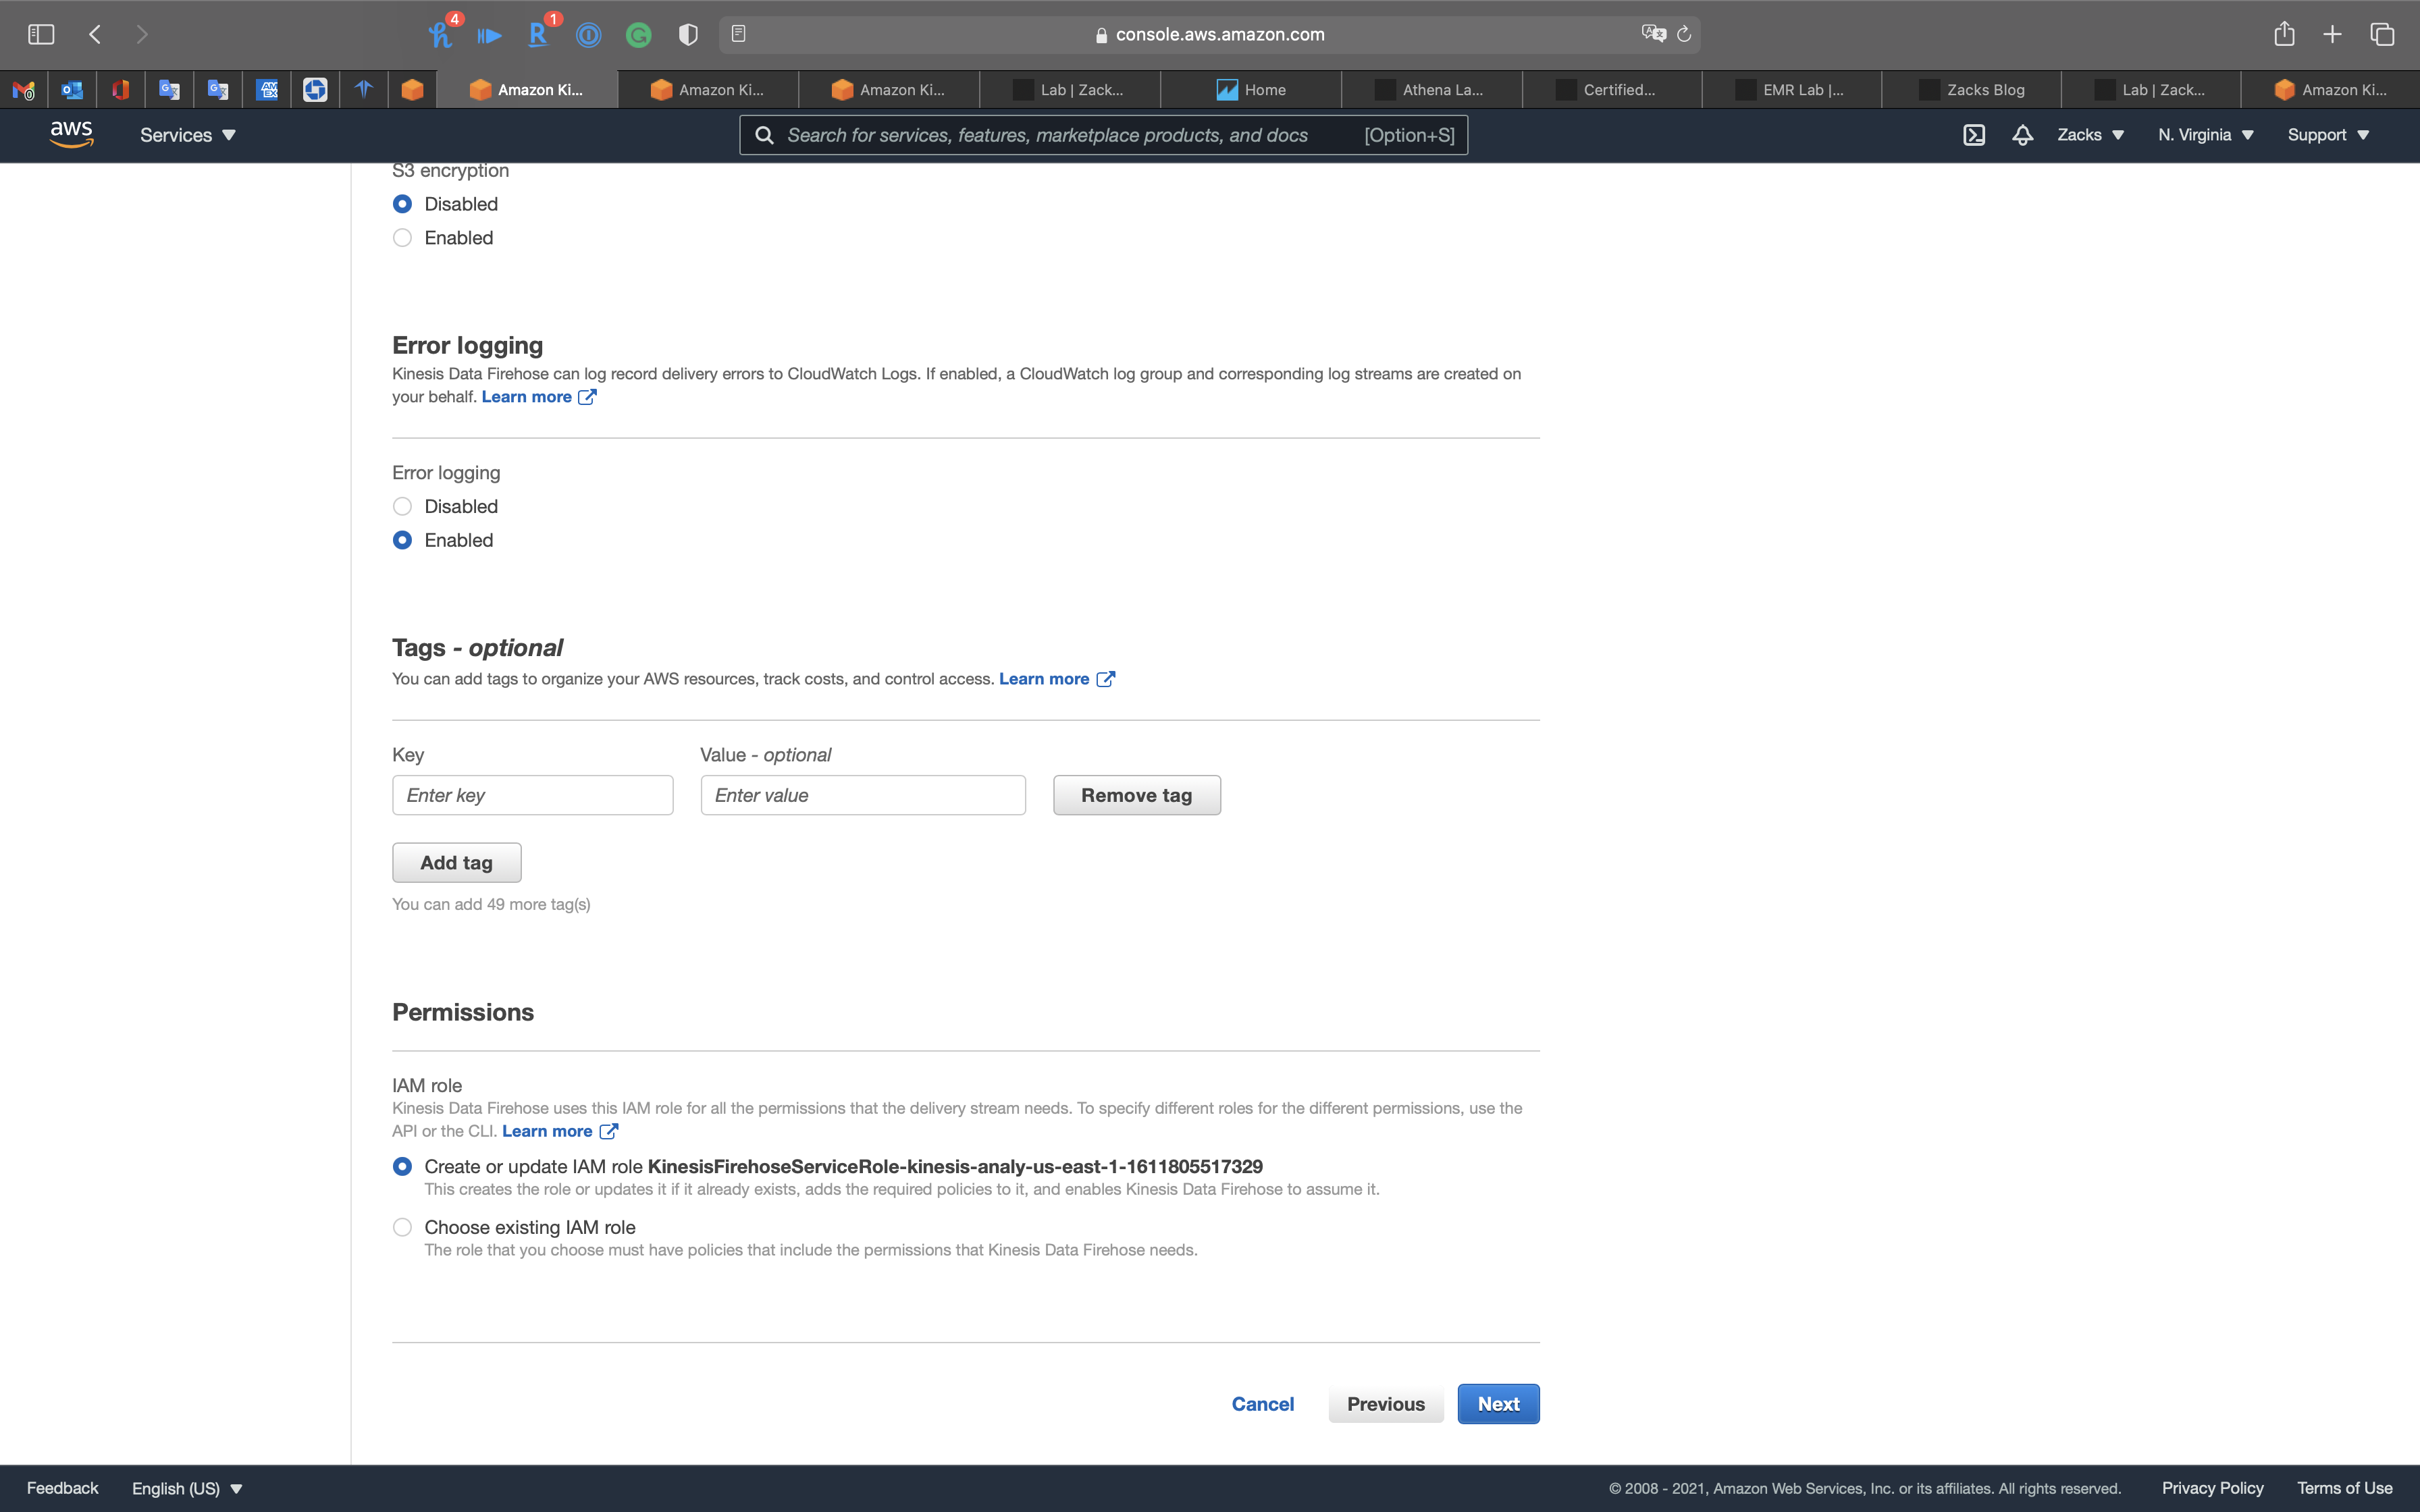 4
1
console.aws.amazon.com
Amazon Ki...
Amazon Ki...
Amazon Ki...
Lab | Zack...
Home
Athena La...
Certified...
EMR Lab |...
Zacks Blog
Lab | Zack...
Amazon Ki...
aws
Services
Search for services, features, marketplace products, and docs [Option+S]
Zacks
N. Virginia
Support
S3 encryption
Disabled
Enabled
Error logging
Kinesis Data Firehose can log record delivery errors to CloudWatch Logs. If enabled, a CloudWatch log group and corresponding log streams are created on
your behalf. Learn more
Error logging
Disabled
Enabled
Tags - optional
You can add tags to organize your AWS resources, track costs, and control access. Learn more
Key
Value - optional
Enter key
Enter value
Remove tag
Add tag
You can add 49 more tag(s)
Permissions
IAM role
Kinesis Data Firehose uses this IAM role for all the permissions that the delivery stream needs. To specify different roles for the different permissions, use the
API or the CLI. Learn more
Create or update IAM role KinesisFirehoseServiceRole-kinesis-analy-us-east-1-1611805517329
This creates the role or updates it if it already exists, adds the required policies to it, and enables Kinesis Data Firehose to assume it.
Choose existing IAM role
The role that you choose must have policies that include the permissions that Kinesis Data Firehose needs.
Cancel
Previous
Next
Feedback
English (US)
© 2008 - 2021, Amazon Web Services, Inc. or its affiliates. All rights reserved.
Privacy Policy
Terms of Use